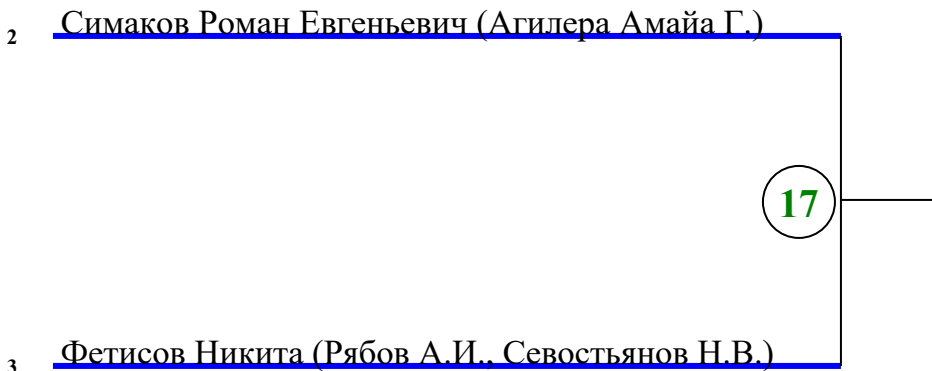 2 Симаков Роман Евгеньевич (Агилера Амайа Г.)
17
3 Фетисов Никита (Рябов А.И., Севостьянов Н.В.)